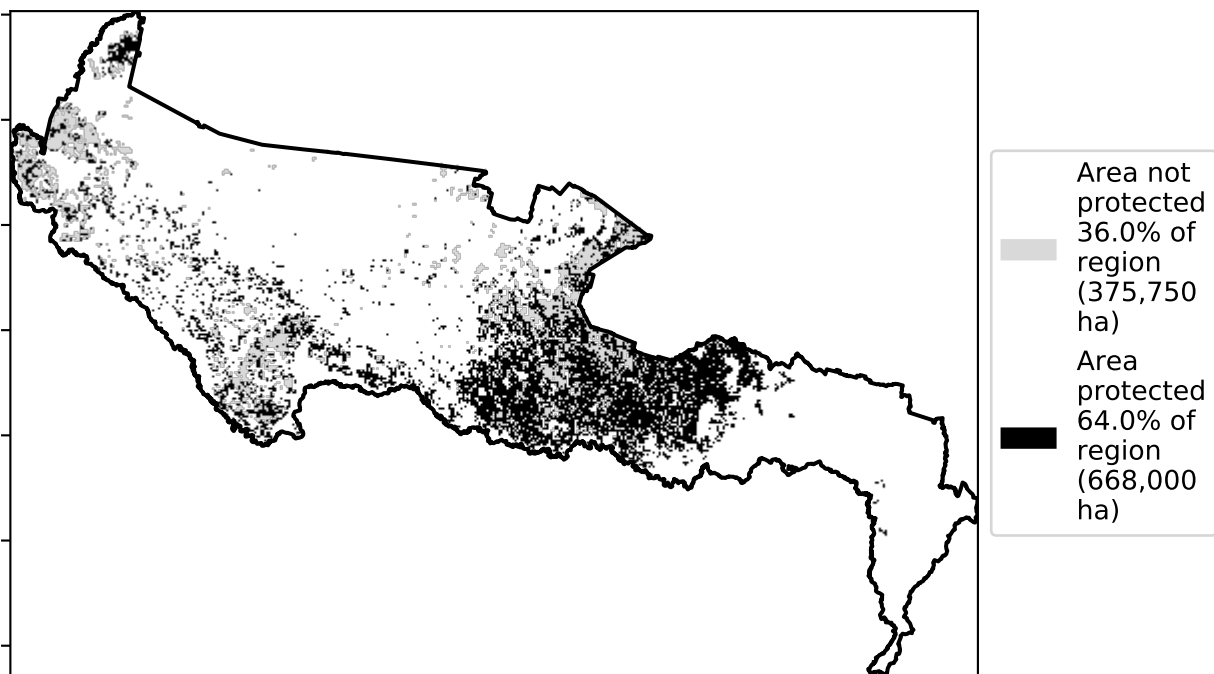 Area not
protected
36.0% of
region
(375,750
ha)
Area
protected
64.0% of
region
(668,000
ha)